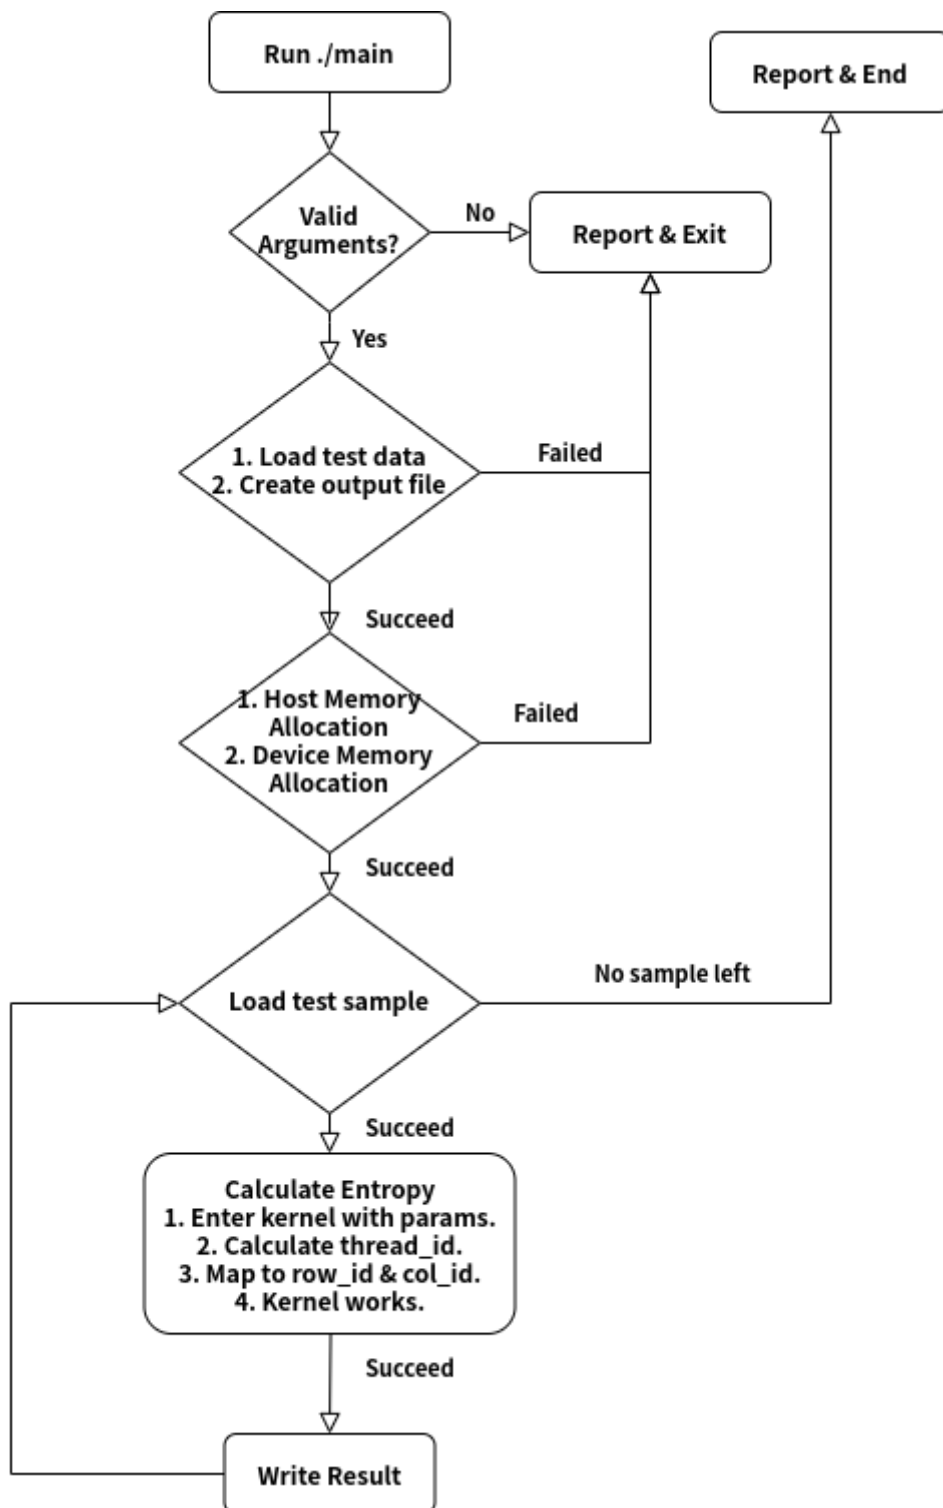 Run ./main
Report & End
Valid
Arguments?
No
Report & Exit
Yes
1. Load test data
2. Create output file
Failed
Succeed
1. Host Memory
Allocation
2. Device Memory
Allocation
Failed
Succeed
Load test sample
No sample left
Succeed
Calculate Entropy
1. Enter kernel with params.
2. Calculate thread_id.
3. Map to row_id & col_id.
4. Kernel works.
Succeed
Write Result